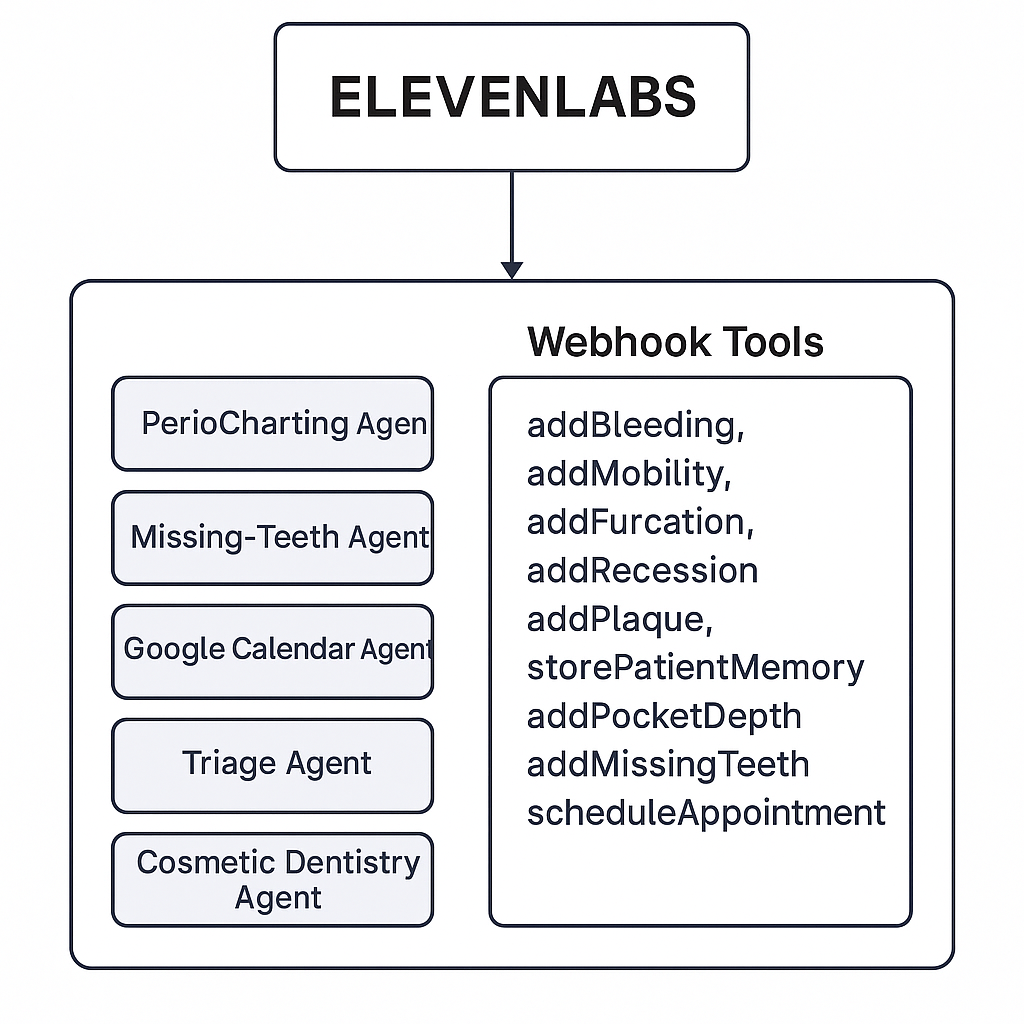 ELEVENLABS
PerioCharting Agen
Missing-Teeth Agent
Google Calendar Agent
Triage Agent
Cosmetic Dentistry
Agent
Webhook Tools
addBleeding,
addMobility,
addFurcation,
addRecession
addPlaque,
storePatientMemory
addPocketDepth
addMissingTeeth
scheduleAppointment